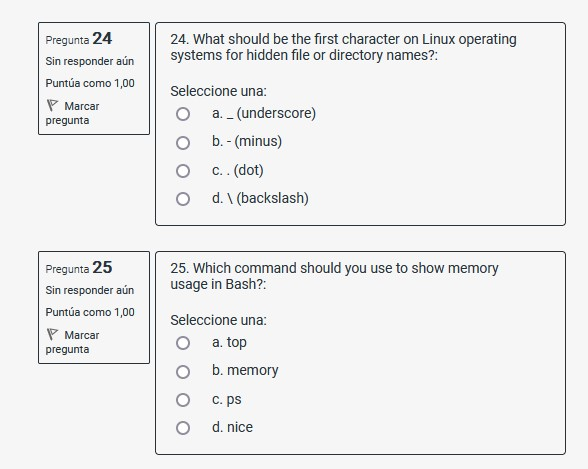 Pregunta 24
Sin responder aún
Puntúa como 1,00
Marcar
pregunta
24. What should be the first character on Linux operating
systems for hidden file or directory names?:
Seleccione una:
a. _ (underscore)
b. - (minus)
c. . (dot)
d. \ (backslash)
Pregunta 25
Sin responder aún
Puntúa como 1,00
Marcar
pregunta
25. Which command should you use to show memory
usage in Bash?:
Seleccione una:
a. top
b. memory
c. ps
d. nice